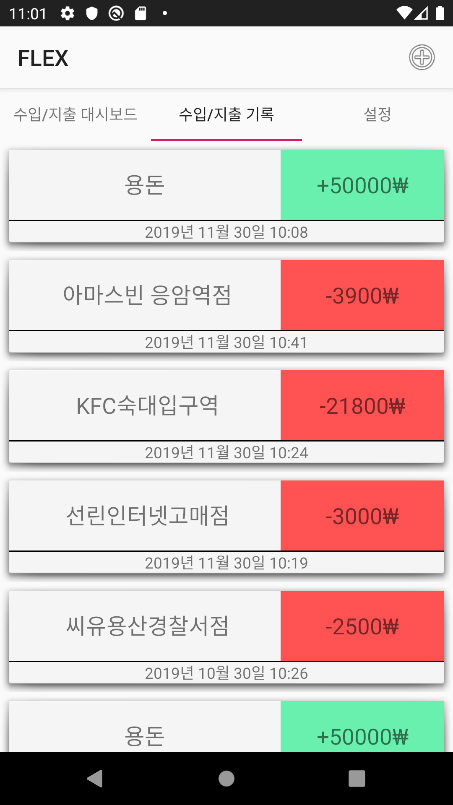 11:01
FLEX
수입/지출 대시보드 수입/지출 기록 설정
용돈 +50000₩
2019년 11월 30일 10:08
아마스빈 응암역점 -3900₩
2019년 11월 30일 10:41
KFC숙대입구역 -21800₩
2019년 11월 30일 10:24
선린인터넷고매점 -3000₩
2019년 11월 30일 10:19
씨유용산경찰서점 -2500₩
2019년 10월 30일 10:26
용돈 +50000₩